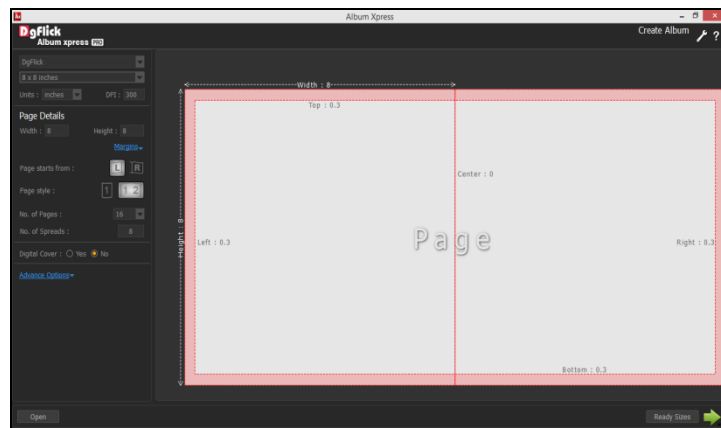 Album Xpress
DgFlick
Album xpress PRO
Create Album
?
DgFlick
8 x 8 inches
Units : inches DPI : 300
Page Details
Width : 8 Height : 8
Margins
Page starts from : L R
Page style : 1 1 2
No. of Pages : 16
No. of Spreads : 8
Digital Cover : Yes No
Advance Options
Width : 8
Top : 0.3
Center : 0
Height : 8
Left : 0.3
Page
Right : 0.3
Bottom : 0.3
Open
Ready Sizes